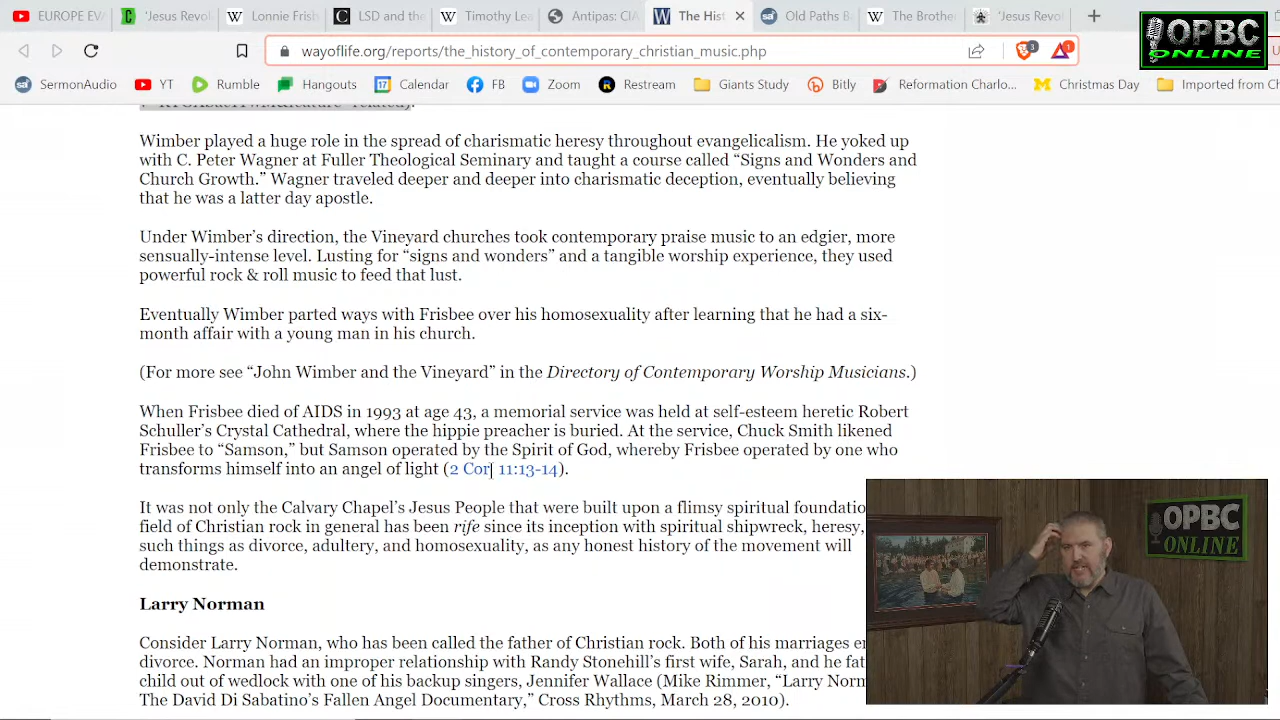 EUROPE EV
'Jesus Revol
Lonnie Frish
LSD and the
Timothy Lea
Antipas: CIA
The Hist
Old Paths B
The Brothe
'Jesus Revo
wayoflife.org/reports/the_history_of_contemporary_christian_music.php
3
1
SermonAudio
YT
Rumble
Hangouts
17
Calendar
FB
Zoom
Restream
Giants Study
Bitly
Reformation Charlo...
Christmas Day
Imported from Ch
OPBC
ONLINE
Wimber played a huge role in the spread of charismatic heresy throughout evangelicalism. He yoked up
with C. Peter Wagner at Fuller Theological Seminary and taught a course called “Signs and Wonders and
Church Growth.” Wagner traveled deeper and deeper into charismatic deception, eventually believing
that he was a latter day apostle.
Under Wimber’s direction, the Vineyard churches took contemporary praise music to an edgier, more
sensually-intense level. Lusting for “signs and wonders” and a tangible worship experience, they used
powerful rock & roll music to feed that lust.
Eventually Wimber parted ways with Frisbee over his homosexuality after learning that he had a six-
month affair with a young man in his church.
(For more see “John Wimber and the Vineyard” in the Directory of Contemporary Worship Musicians.)
When Frisbee died of AIDS in 1993 at age 43, a memorial service was held at self-esteem heretic Robert
Schuller’s Crystal Cathedral, where the hippie preacher is buried. At the service, Chuck Smith likened
Frisbee to “Samson,” but Samson operated by the Spirit of God, whereby Frisbee operated by one who
transforms himself into an angel of light (2 Cor 11:13-14).
It was not only the Calvary Chapel’s Jesus People that were built upon a flimsy spiritual foundatio
field of Christian rock in general has been rife since its inception with spiritual shipwreck, heresy,
such things as divorce, adultery, and homosexuality, as any honest history of the movement will
demonstrate.
Larry Norman
Consider Larry Norman, who has been called the father of Christian rock. Both of his marriages en
divorce. Norman had an improper relationship with Randy Stonehill’s first wife, Sarah, and he fat
child out of wedlock with one of his backup singers, Jennifer Wallace (Mike Rimmer, “Larry Norn
The David Di Sabatino’s Fallen Angel Documentary,” Cross Rhythms, March 28, 2010).
OPBC
ONLINE